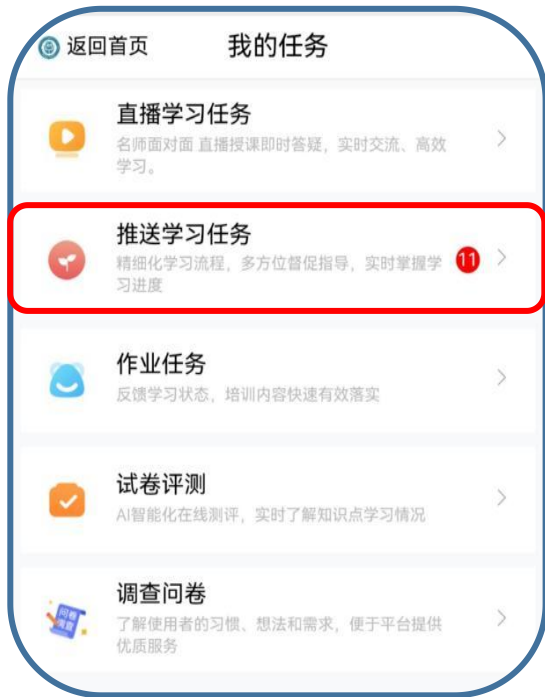 返回首页 我的任务
直播学习任务
名师面对面 直播授课即时答疑，实时交流、高效
学习。
推送学习任务
精细化学习流程，多方位督促指导，实时掌握学
习进度
11
作业任务
反馈学习状态，培训内容快速有效落实
试卷评测
AI智能化在线测评，实时了解知识点学习情况
问卷
调查
调查问卷
了解使用者的习惯、想法和需求，便于平台提供
优质服务